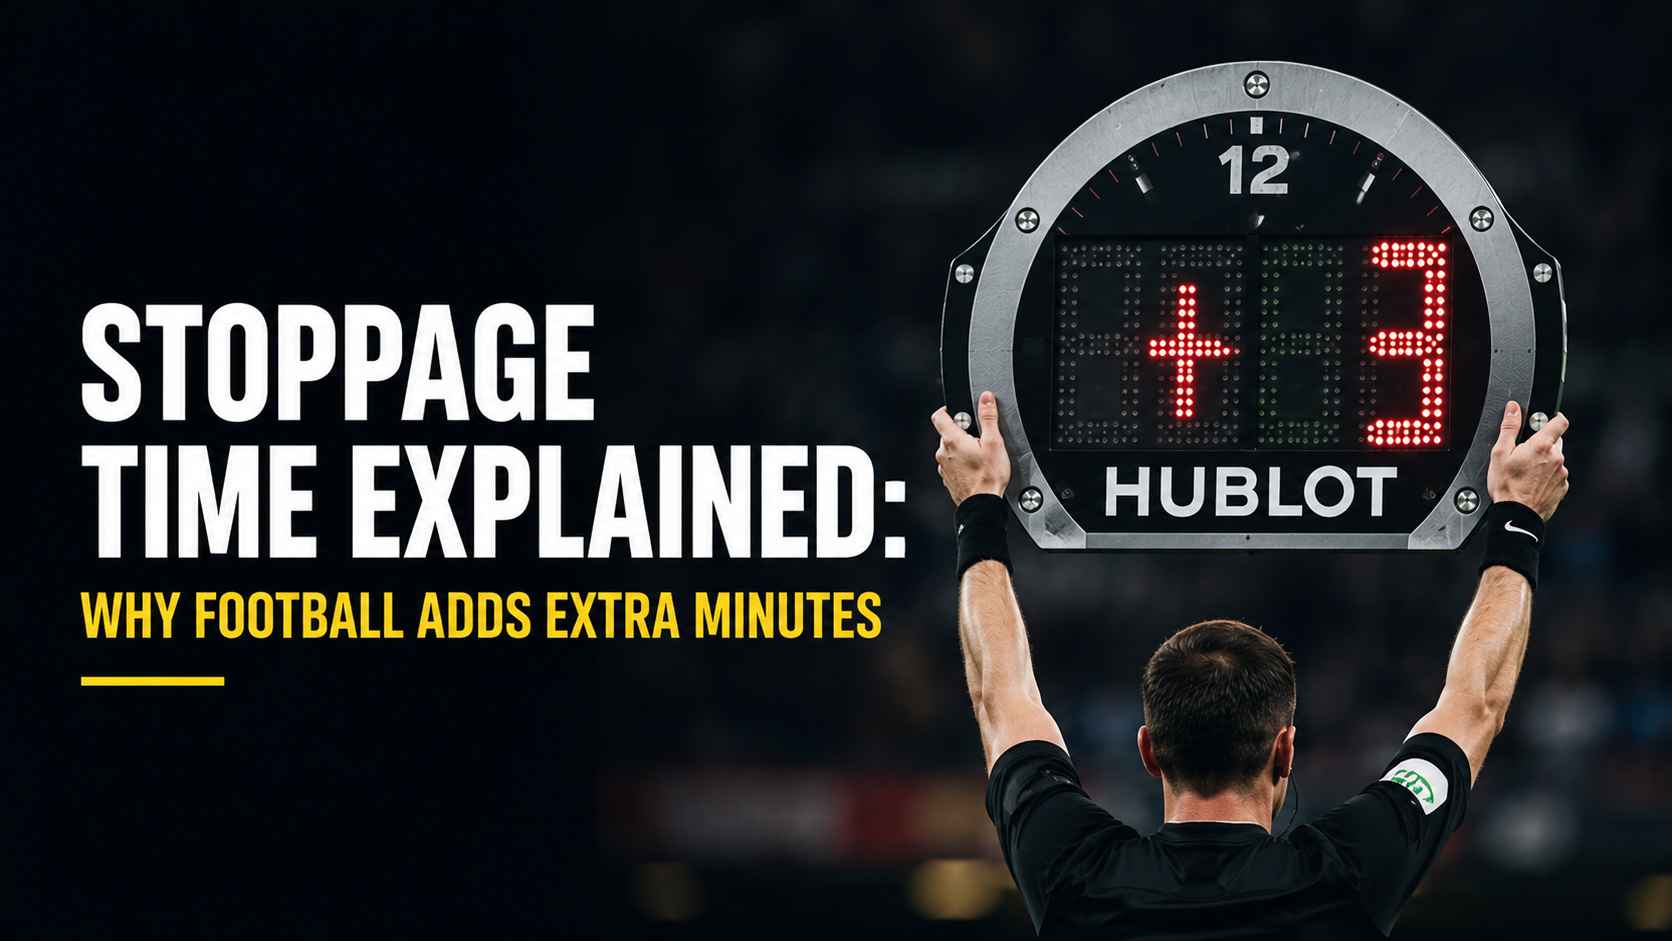 STOPPAGE
TIME EXPLAINED:
WHY FOOTBALL ADDS EXTRA MINUTES
12
+3
HUBLOT